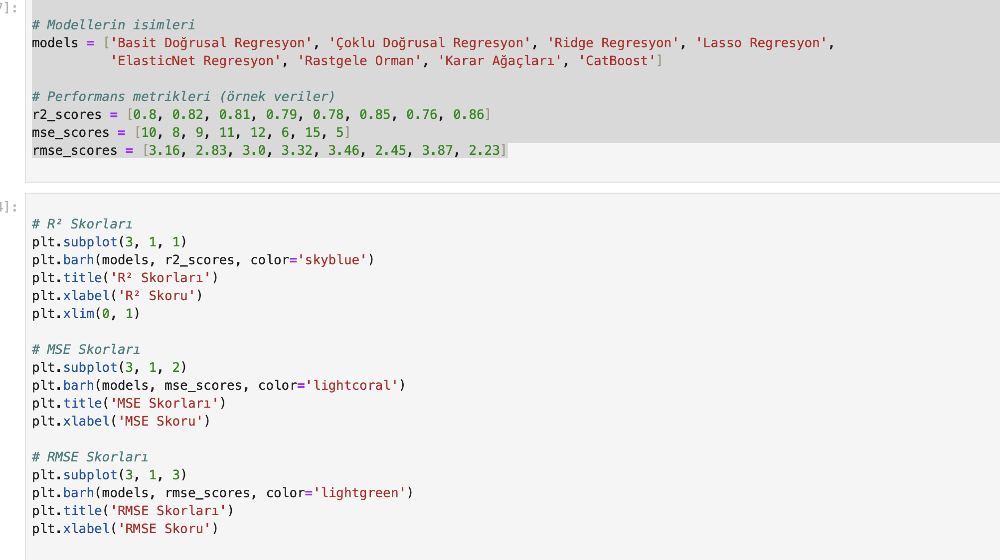 7]:
# Modellerin isimleri
models = ['Basit Doğrusal Regresyon', 'Çoklu Doğrusal Regresyon', 'Ridge Regresyon', 'Lasso Regresyon',
          'ElasticNet Regresyon', 'Rastgele Orman', 'Karar Ağaçları', 'CatBoost']
# Performans metrikleri (örnek veriler)
r2_scores = [0.8, 0.82, 0.81, 0.79, 0.78, 0.85, 0.76, 0.86]
mse_scores = [10, 8, 9, 11, 12, 6, 15, 5]
rmse_scores = [3.16, 2.83, 3.0, 3.32, 3.46, 2.45, 3.87, 2.23]
4]:
# R² Skorları
plt.subplot(3, 1, 1)
plt.barh(models, r2_scores, color='skyblue')
plt.title('R² Skorları')
plt.xlabel('R² Skoru')
plt.xlim(0, 1)
# MSE Skorları
plt.subplot(3, 1, 2)
plt.barh(models, mse_scores, color='lightcoral')
plt.title('MSE Skorları')
plt.xlabel('MSE Skoru')
# RMSE Skorları
plt.subplot(3, 1, 3)
plt.barh(models, rmse_scores, color='lightgreen')
plt.title('RMSE Skorları')
plt.xlabel('RMSE Skoru')